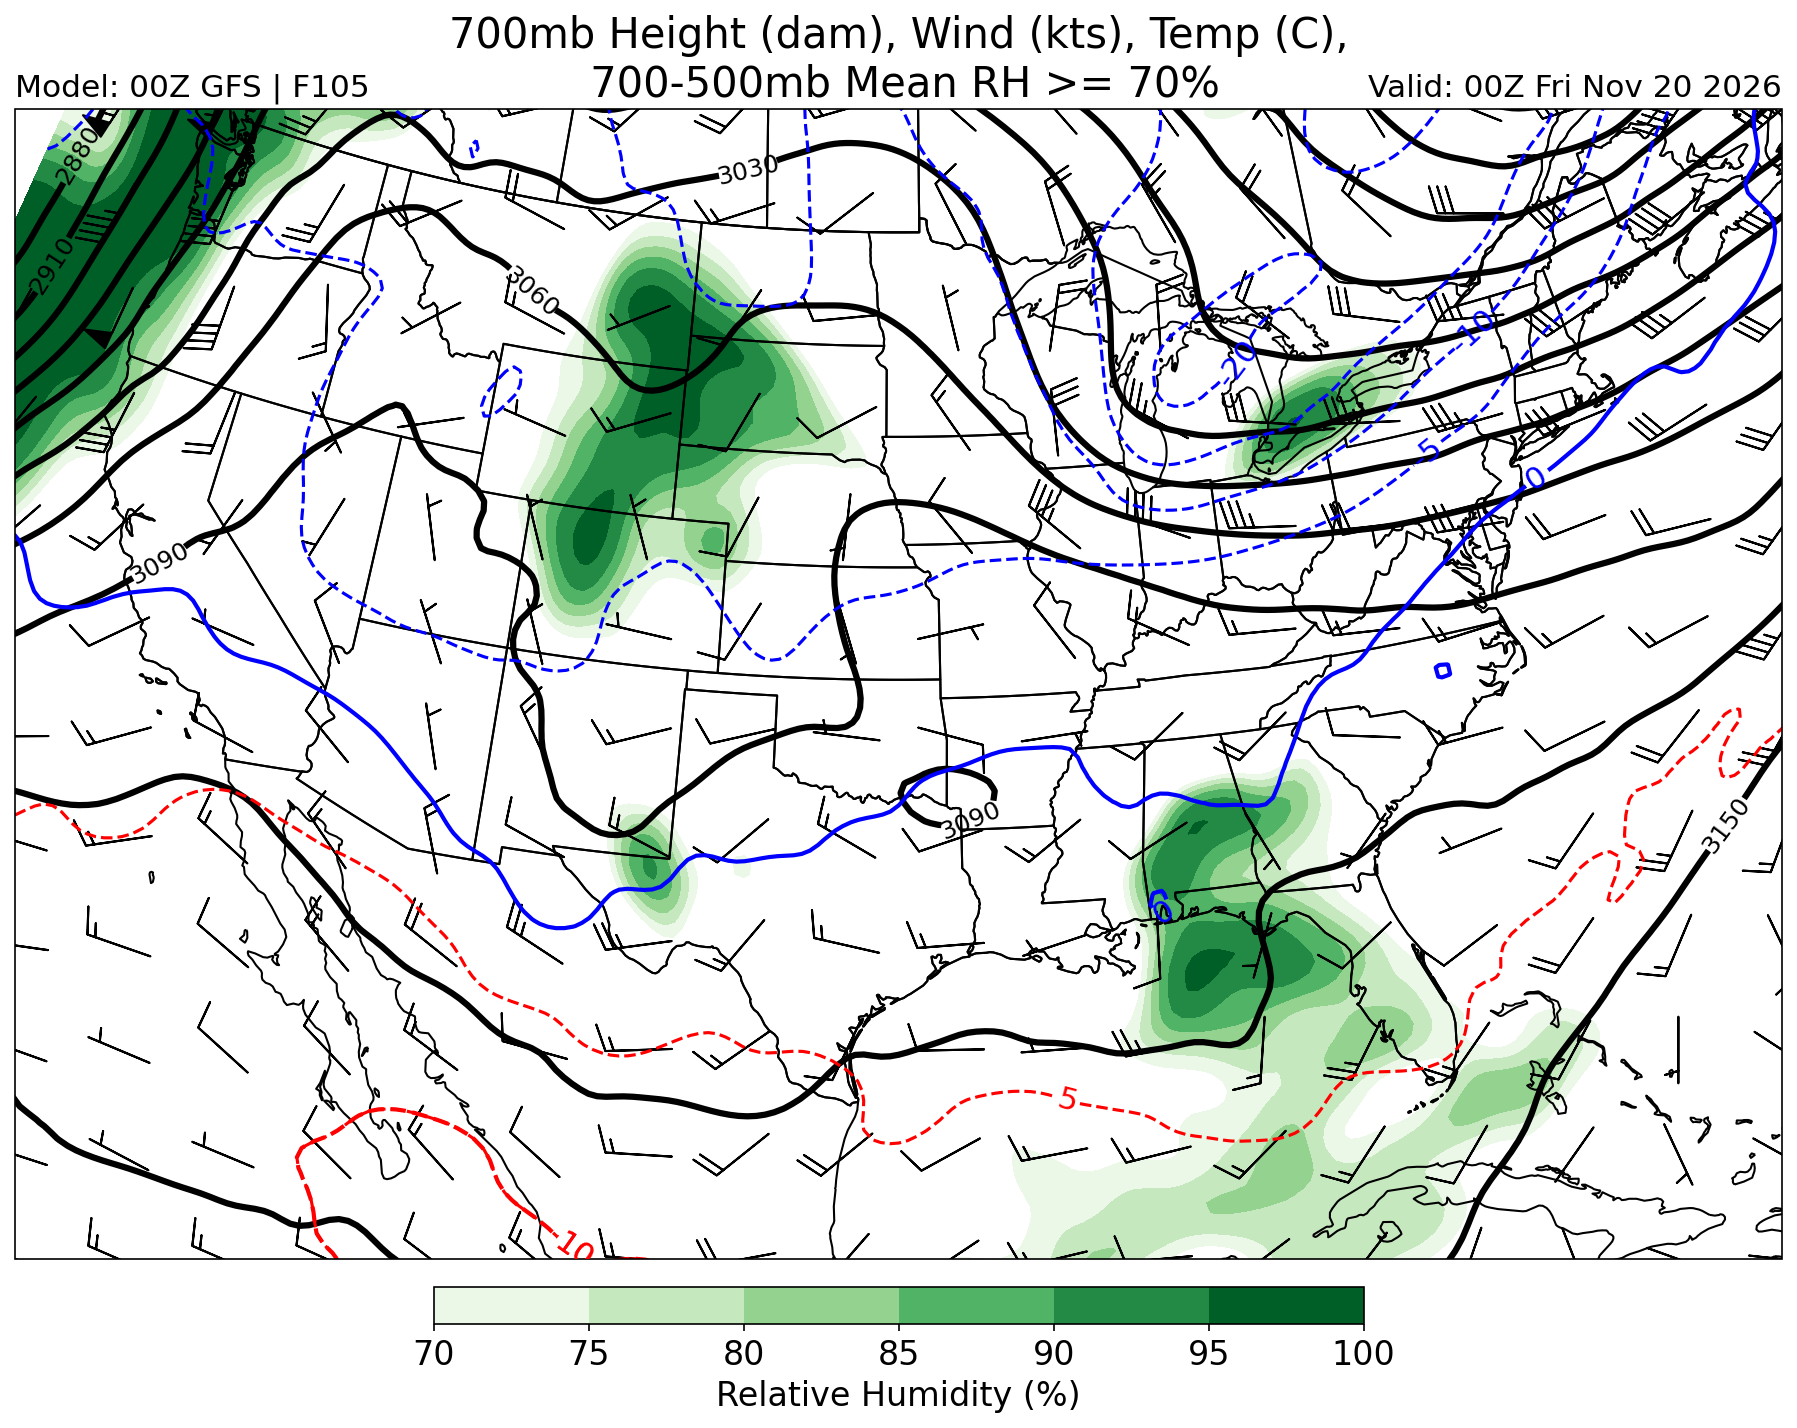 700mb Height (dam), Wind (kts), Temp (C),
700-500mb Mean RH >= 70%
Model: 00Z GFS | F105
Valid: 00Z Fri Nov 20 2026
2880
3030
2910
3060
10
20
5
0
3090
3090
3150
5
10
70 75 80 85 90 95 100
Relative Humidity (%)